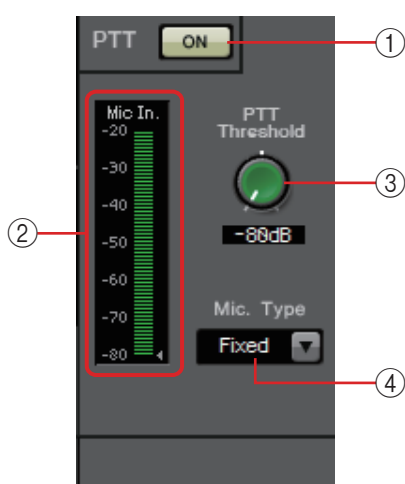 PTT ON
①
Mic In.
-20
-30
-40
-50
-60
-70
-80
②
PTT
Threshold
③
-80dB
Mic. Type
Fixed
④